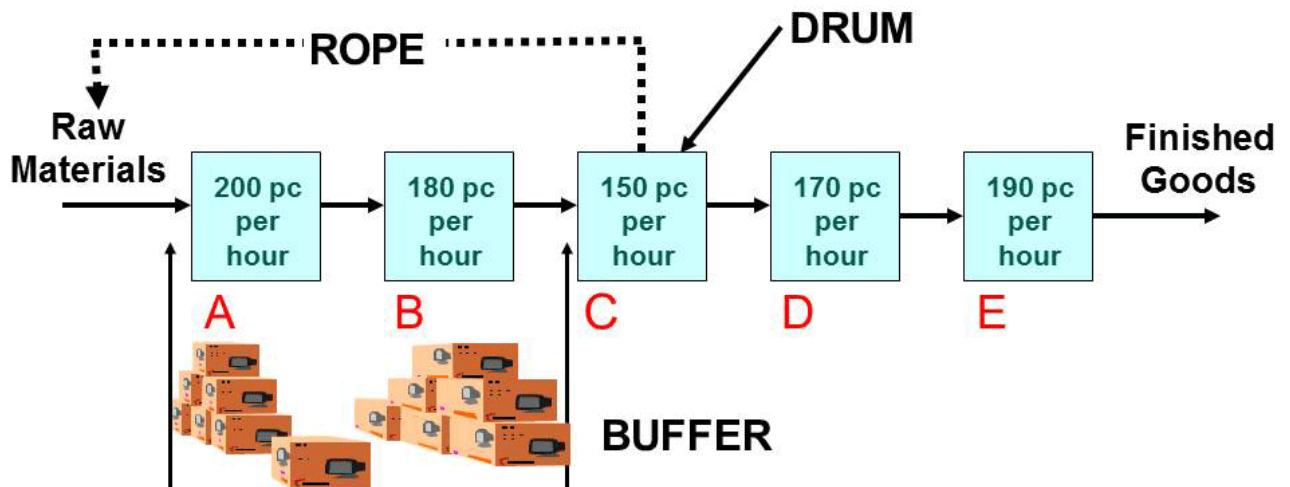 ROPE
DRUM
Raw
Materials
200 pc
per
hour
180 pc
per
hour
150 pc
per
hour
170 pc
per
hour
190 pc
per
hour
Finished
Goods
A
B
C
D
E
BUFFER